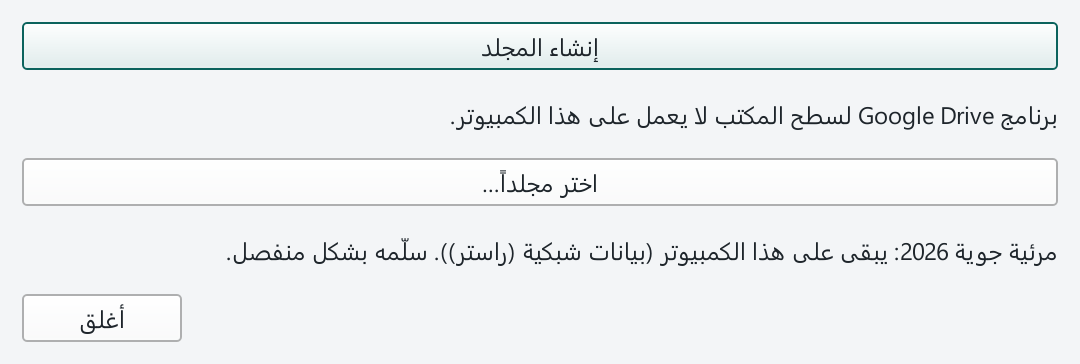 إنشاء المجلد
برنامج Google Drive لسطح المكتب لا يعمل على هذا الكمبيوتر.
اختر مجلداً...
مرئية جوية 2026: يبقى على هذا الكمبيوتر (بيانات شبكية (راستر)). سلّمه بشكل منفصل.
أغلق